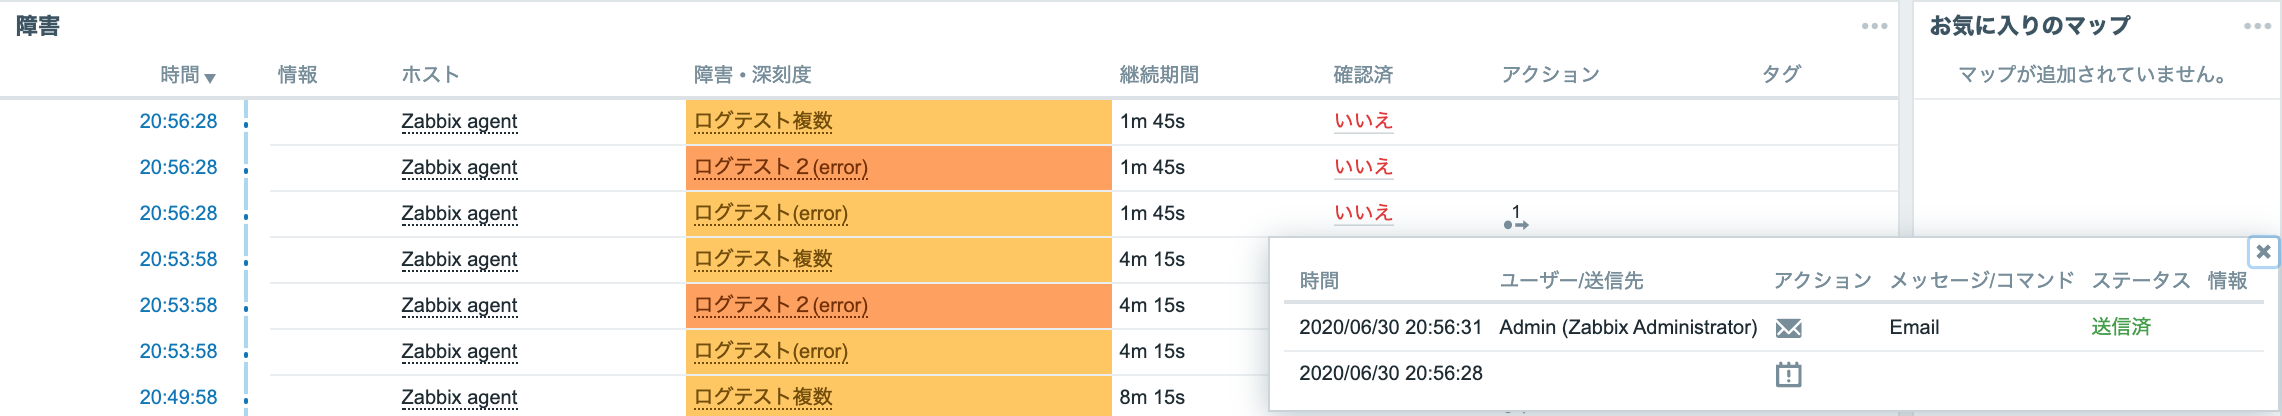 障害
お気に入りのマップ
時間 情報 ホスト 障害・深刻度 継続期間 確認済 アクション タグ
マップが追加されていません。
20:56:28 Zabbix agent ログテスト複数 1m 45s いいえ
20:56:28 Zabbix agent ログテスト２(error) 1m 45s いいえ
20:56:28 Zabbix agent ログテスト(error) 1m 45s いいえ 1
20:53:58 Zabbix agent ログテスト複数 4m 15s
20:53:58 Zabbix agent ログテスト２(error) 4m 15s
20:53:58 Zabbix agent ログテスト(error) 4m 15s
20:49:58 Zabbix agent ログテスト複数 8m 15s
時間 ユーザー/送信先 アクション メッセージ/コマンド ステータス 情報
2020/06/30 20:56:31 Admin (Zabbix Administrator) Email 送信済
2020/06/30 20:56:28